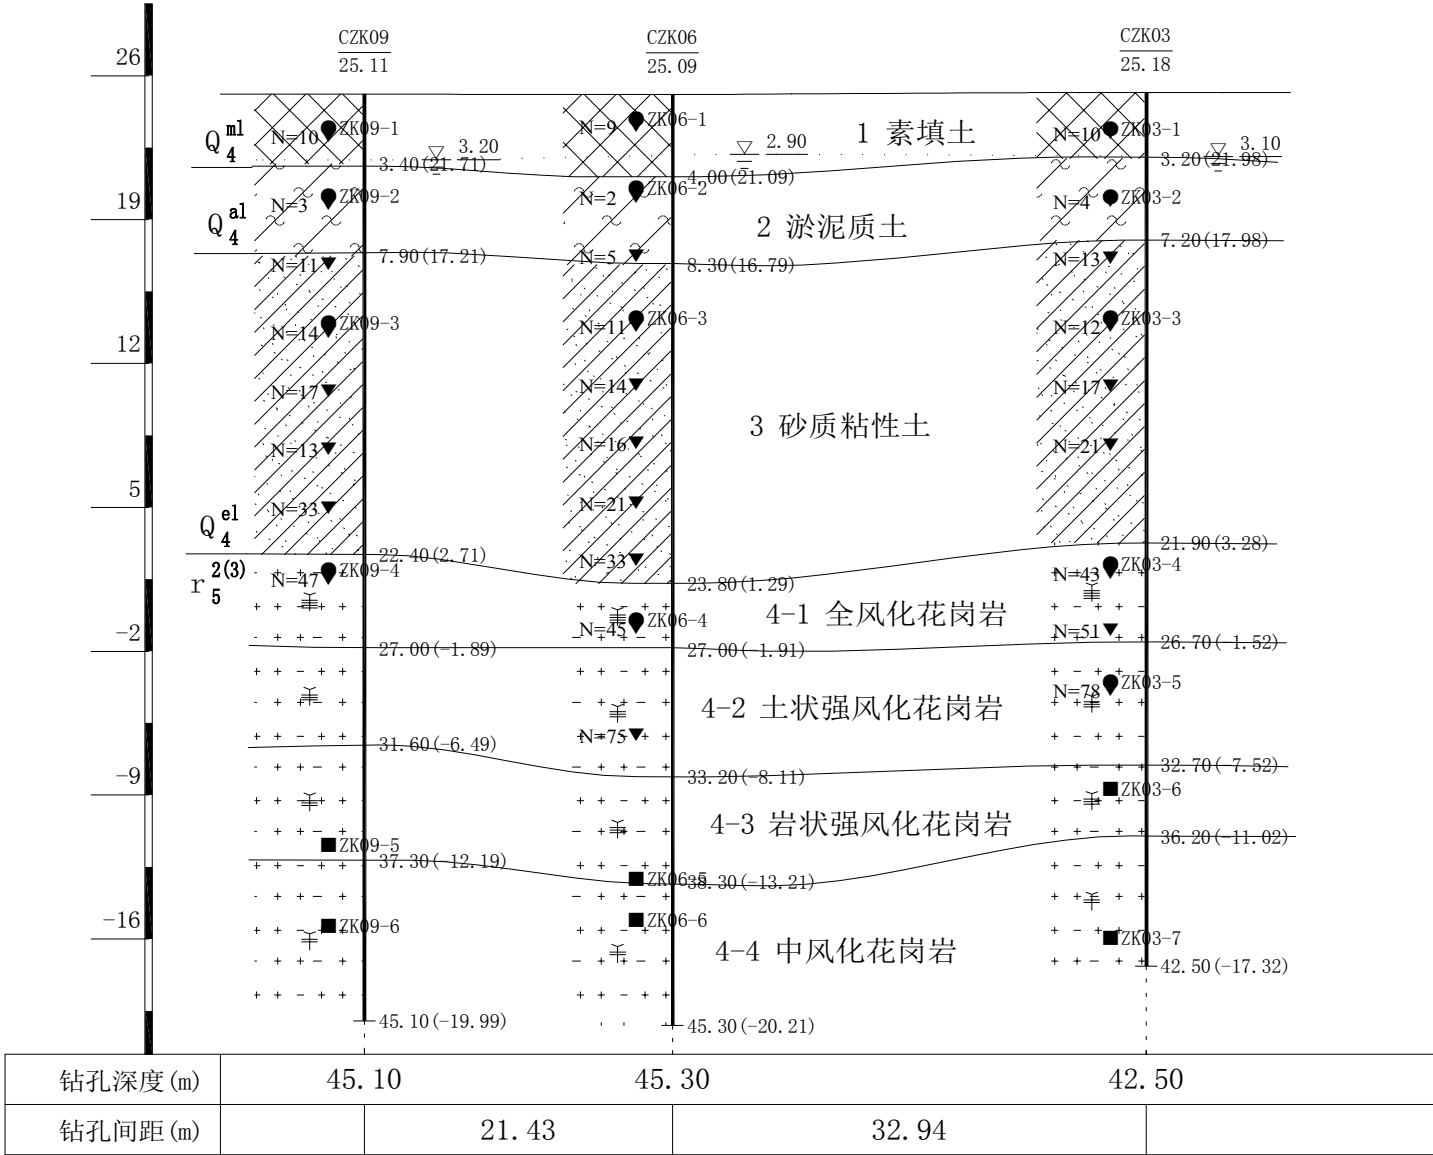 CZK09
25.11
CZK06
25.09
CZK03
25.18
26
19
12
5
-2
-9
-16
Q4ml
Q4al
Q4el
r52(3)
N=10 ZK09-1
3.20
3.40(21.71)
N=3 ZK09-2
7.90(17.21)
N=11
N=14 ZK09-3
N=17
N=13
N=33
22.40(2.71)
N=47 ZK09-4
27.00(-1.89)
31.60(-6.49)
ZK09-5
37.30(-12.19)
ZK09-6
45.10(-19.99)
N=9 ZK06-1
2.90
4.00(21.09)
N=2 ZK06-2
N=5
8.30(16.79)
N=11 ZK06-3
N=14
N=16
N=21
N=33
23.80(1.29)
N=45 ZK06-4
27.00(-1.91)
N=75
33.20(-8.11)
ZK06-5
38.30(-13.21)
ZK06-6
45.30(-20.21)
1 素填土
2 淤泥质土
3 砂质粘性土
4-1 全风化花岗岩
4-2 土状强风化花岗岩
4-3 岩状强风化花岗岩
4-4 中风化花岗岩
N=10 ZK03-1
3.10
3.20(21.98)
N=4 ZK03-2
7.20(17.98)
N=13
N=12 ZK03-3
N=17
N=21
21.90(3.28)
N=43 ZK03-4
N=51
26.70(-1.52)
N=78 ZK03-5
32.70(-7.52)
ZK03-6
36.20(-11.02)
ZK03-7
42.50(-17.32)
钻孔深度(m) 45.10 45.30 42.50
钻孔间距(m) 21.43 32.94